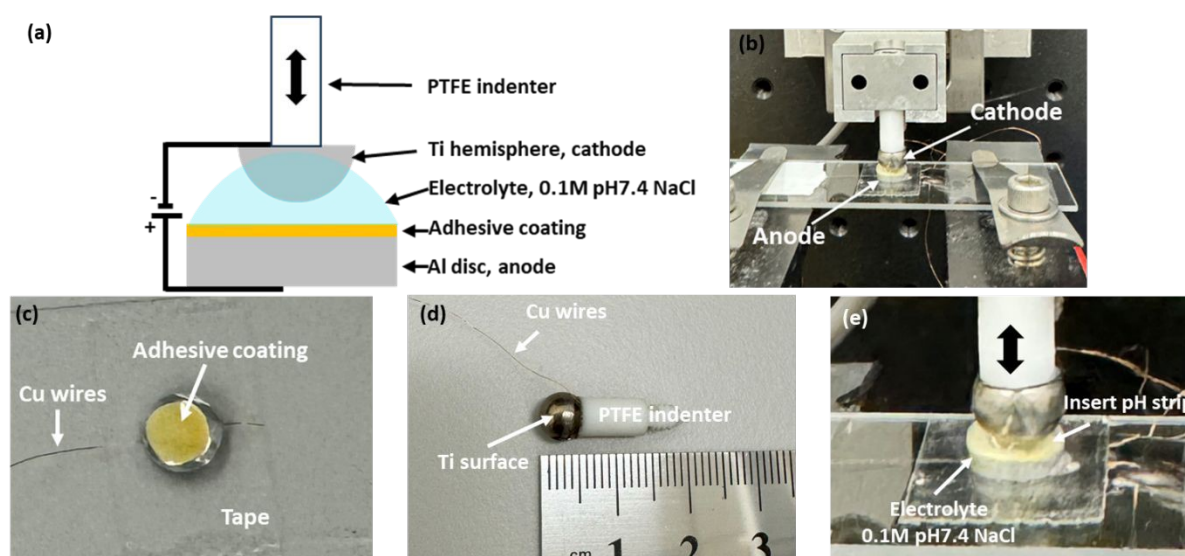 (a)
PTFE indenter
Ti hemisphere, cathode
-
+
Electrolyte, 0.1M pH7.4 NaCl
Adhesive coating
Al disc, anode
(b)
Cathode
Anode
(c)
Adhesive coating
Cu wires
Tape
(d)
Cu wires
PTFE indenter
Ti surface
cm 1 2 3
(e)
Insert pH strip
Electrolyte
0.1M pH7.4 NaCl